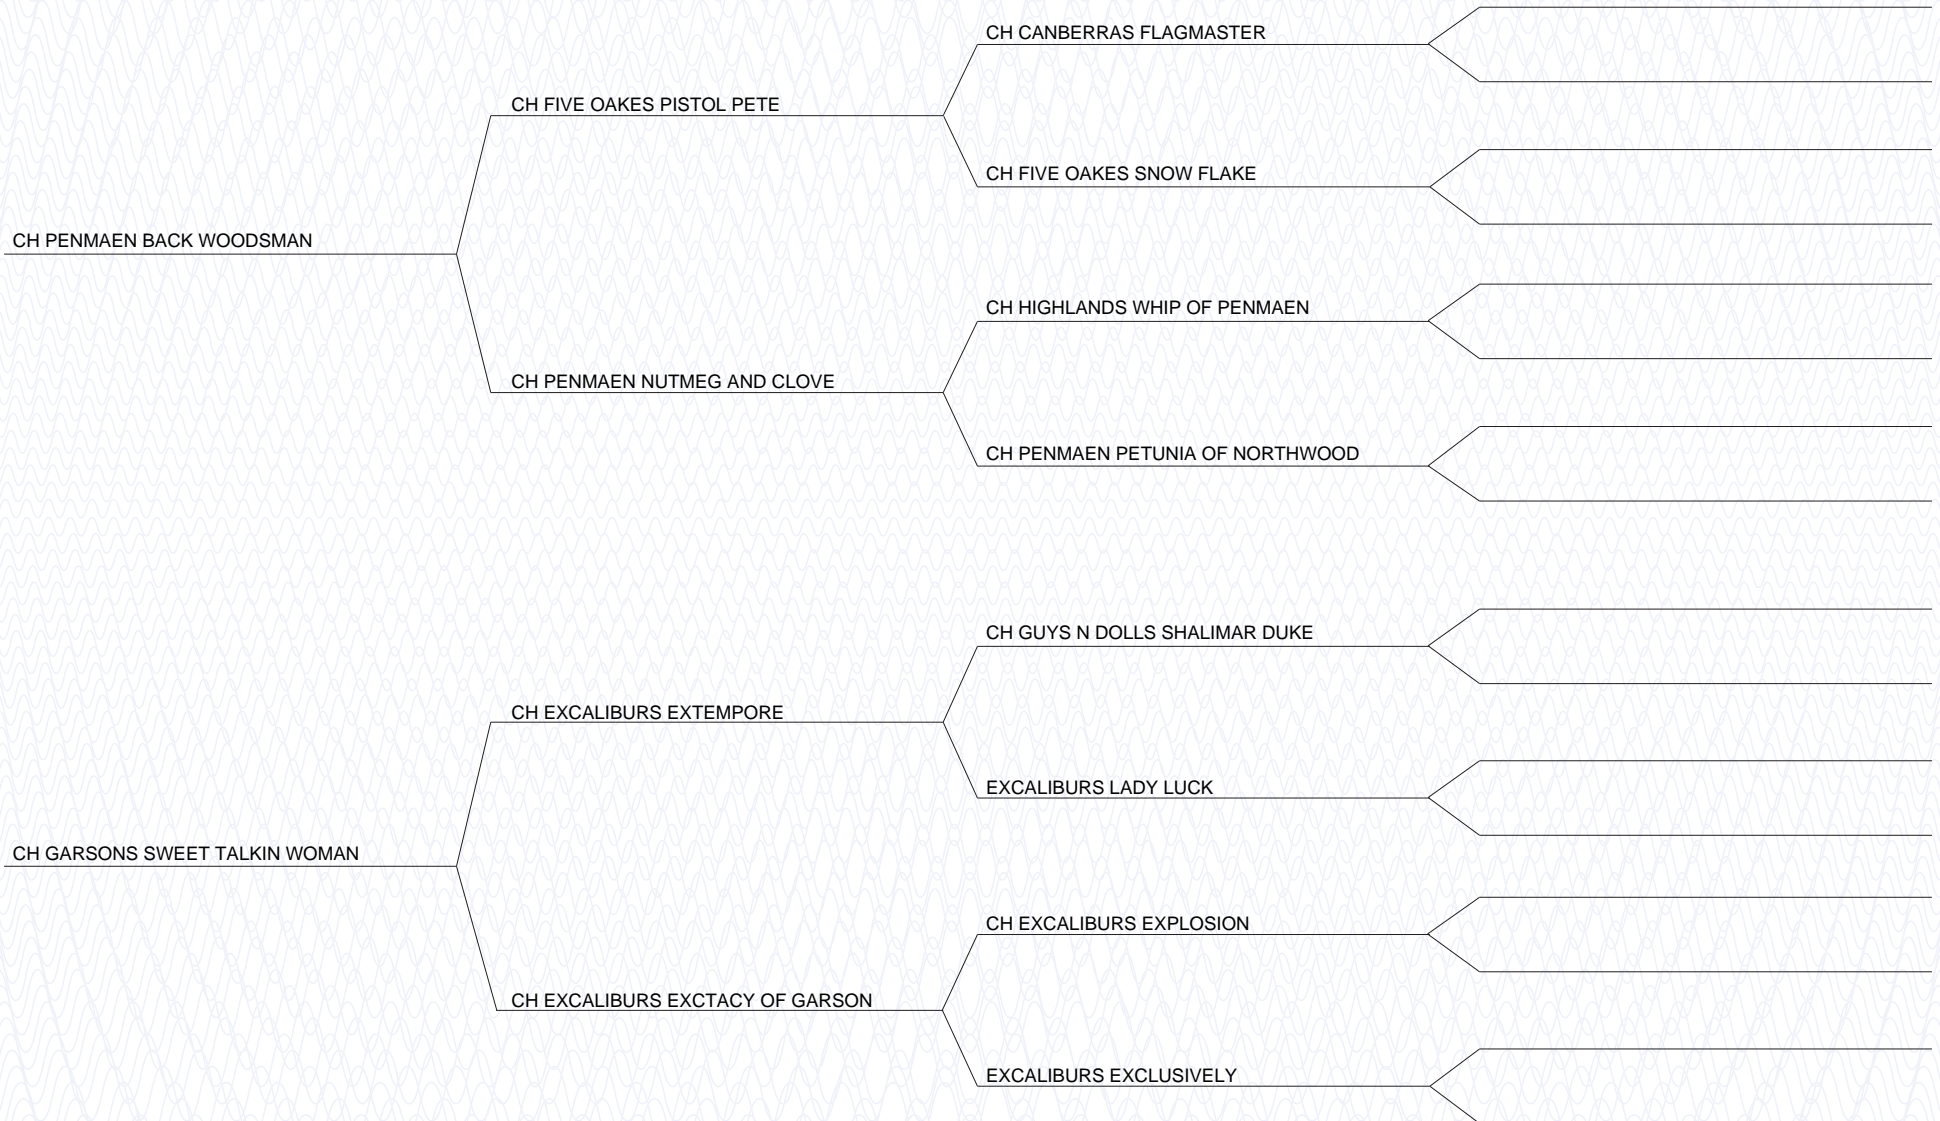 CH CANBERRAS FLAGMASTER
CH FIVE OAKES PISTOL PETE
CH FIVE OAKES SNOW FLAKE
CH PENMAEN BACK WOODSMAN
CH HIGHLANDS WHIP OF PENMAEN
CH PENMAEN NUTMEG AND CLOVE
CH PENMAEN PETUNIA OF NORTHWOOD
CH GUYS N DOLLS SHALIMAR DUKE
CH EXCALIBURS EXTEMPORE
EXCALIBURS LADY LUCK
CH GARSONS SWEET TALKIN WOMAN
CH EXCALIBURS EXPLOSION
CH EXCALIBURS EXCTACY OF GARSON
EXCALIBURS EXCLUSIVELY